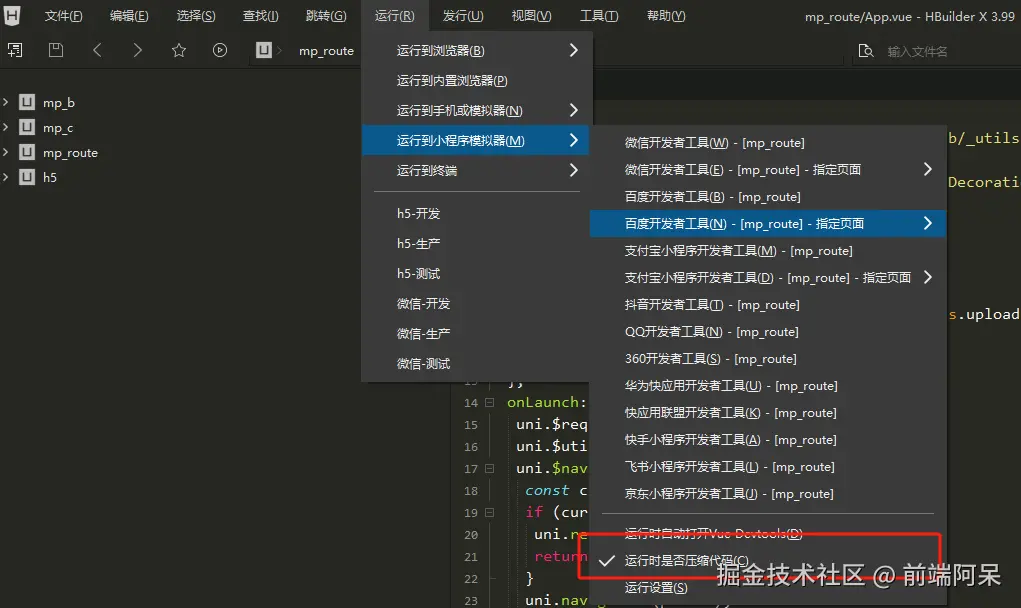 文件(F) 编辑(E) 选择(S) 查找(I) 跳转(G) 运行(R) 发行(U) 视图(V) 工具(T) 帮助(Y) mp_route/App.vue - HBuilder X 3.99
mp_route 输入文件名
mp_b
mp_c
mp_route
h5
运行到浏览器(B)
运行到内置浏览器(P)
运行到手机或模拟器(N)
运行到小程序模拟器(M)
运行到终端
h5-开发
h5-生产
h5-测试
微信-开发
微信-生产
微信-测试
微信开发者工具(W) - [mp_route]
微信开发者工具(E) - [mp_route] - 指定页面
百度开发者工具(B) - [mp_route]
百度开发者工具(N) - [mp_route] - 指定页面
支付宝小程序开发者工具(M) - [mp_route]
支付宝小程序开发者工具(D) - [mp_route] - 指定页面
抖音开发者工具(T) - [mp_route]
QQ开发者工具(N) - [mp_route]
360开发者工具(S) - [mp_route]
华为快应用开发者工具(U) - [mp_route]
快应用联盟开发者工具(K) - [mp_route]
快手小程序开发者工具(A) - [mp_route]
飞书小程序开发者工具(L) - [mp_route]
京东小程序开发者工具(J) - [mp_route]
运行时自动打开Vue Devtools(D)
运行时是否压缩代码(C)
运行设置(S)
b/_utils
Decorati
s.upload
13 };
14 onLaunch:
15 uni.$req
16 uni.$uti
17 uni.$nav
18 const c
19 if (cur
20 uni.re
21 return
22 }
23 uni.nav
掘金技术社区 @ 前端阿呆